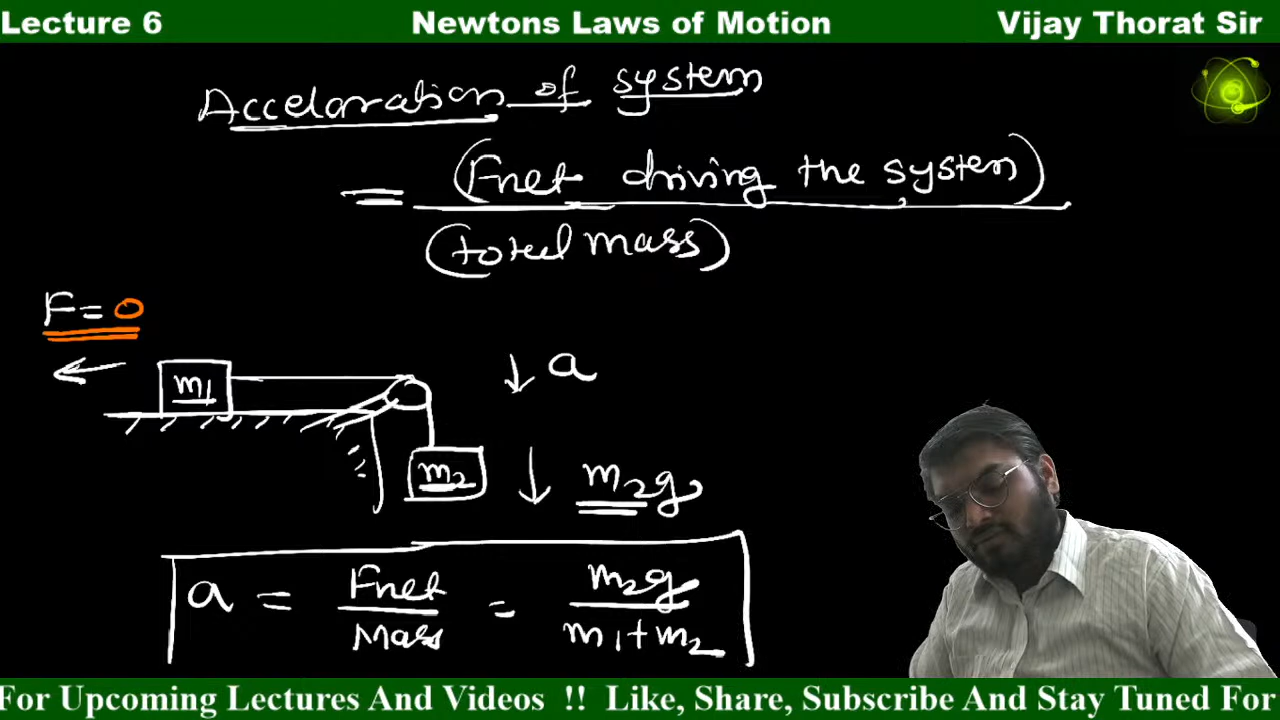 Lecture 6 Newtons Laws of Motion Vijay Thorat Sir
Accelaration of system
= (Fnet driving the system)
(total mass)
F = 0
m1
↓ a
m2 ↓ m2g
a = Fnet / Mass = m2g / m1+m2
For Upcoming Lectures And Videos !! Like, Share, Subscribe And Stay Tuned For